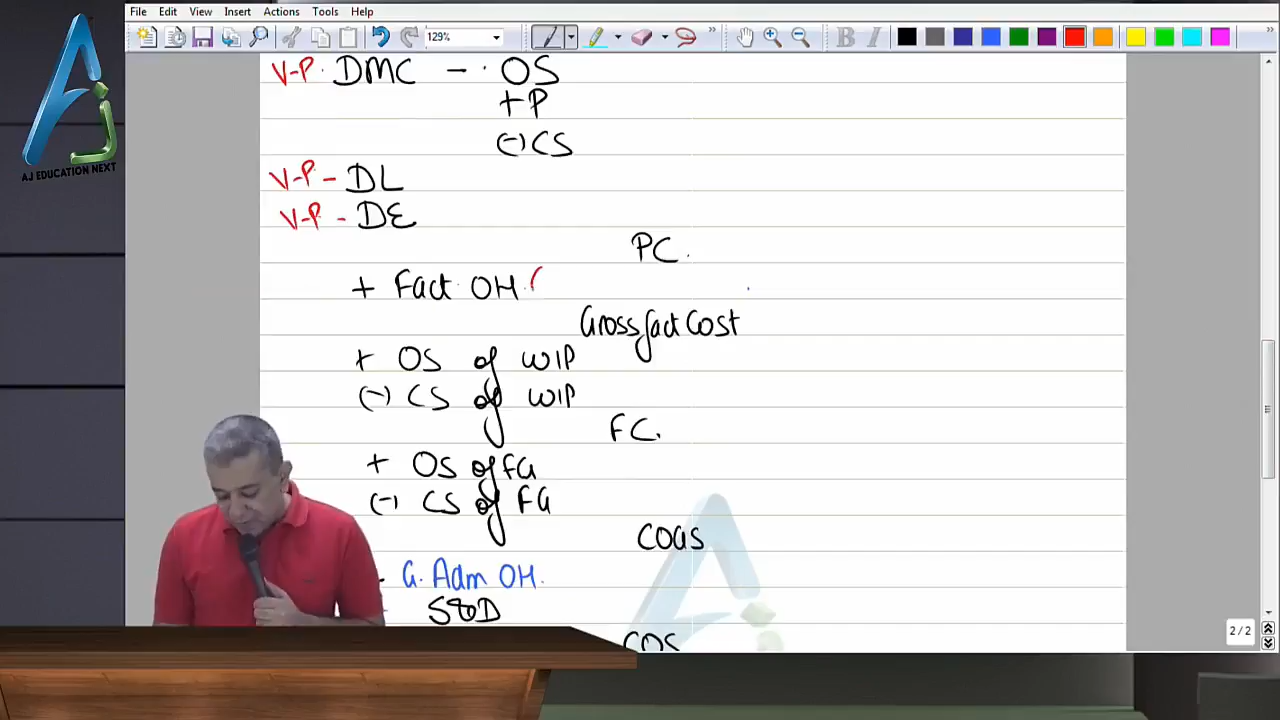 AJ EDUCATION NEXT
File Edit View Insert Actions Tools Help
129%
B I
V-P. DMC - OS
+ P
(-) CS
V-P - DL
V-P - DE
PC.
+ Fact OH (
Gross fact Cost
+ OS of WIP
(-) CS of WIP
FC.
+ OS of FG
(-) CS of FG
COGS
G. Adm OH.
S&D
COS
2 / 2